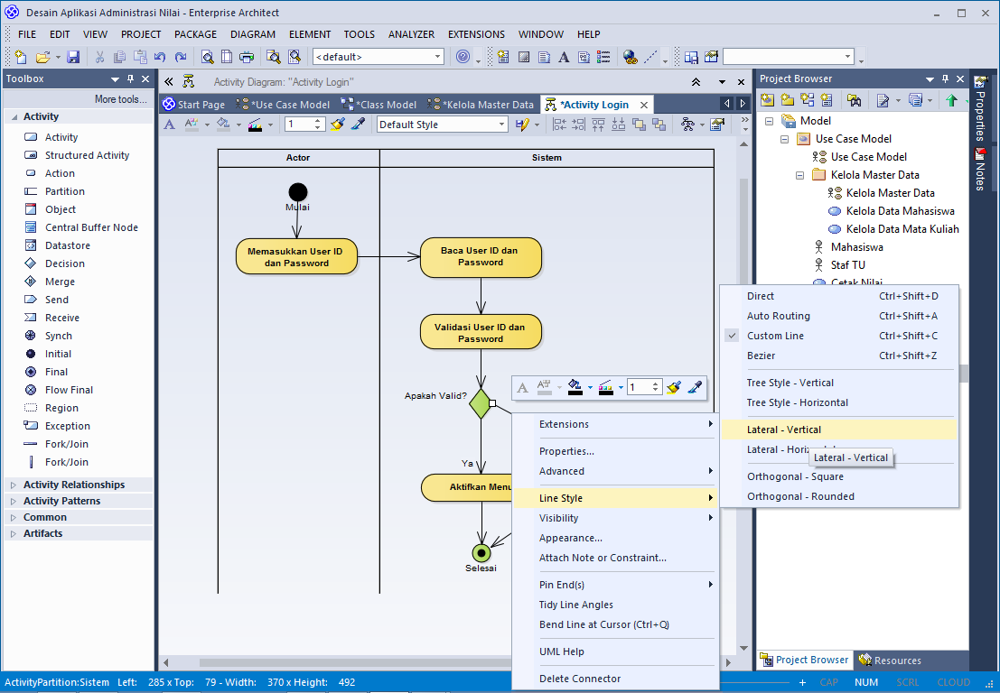 Desain Aplikasi Administrasi Nilai - Enterprise Architect
FILE EDIT VIEW PROJECT PACKAGE DIAGRAM ELEMENT TOOLS ANALYZER EXTENSIONS WINDOW HELP
<default>
Toolbox
More tools...
Activity
Activity
Structured Activity
Action
Partition
Object
Central Buffer Node
Datastore
Decision
Merge
Send
Receive
Synch
Initial
Final
Flow Final
Region
Exception
Fork/Join
Fork/Join
Activity Relationships
Activity Patterns
Common
Artifacts
Activity Diagram: "Activity Login"
Start Page *Use Case Model *Class Model *Kelola Master Data *Activity Login
1 Default Style
Actor
Sistem
Mulai
Memasukkan User ID
dan Password
Baca User ID dan
Password
Validasi User ID dan
Password
Apakah Valid?
Ya
Aktifkan Menu
Selesai
1
Extensions
Properties...
Advanced
Line Style
Visibility
Appearance...
Attach Note or Constraint...
Pin End(s)
Tidy Line Angles
Bend Line at Cursor (Ctrl+Q)
UML Help
Delete Connector
Direct Ctrl+Shift+D
Auto Routing Ctrl+Shift+A
Custom Line Ctrl+Shift+C
Bezier Ctrl+Shift+Z
Tree Style - Vertical
Tree Style - Horizontal
Lateral - Vertical
Lateral -
Lateral - Vertical
Orthogonal - Square
Orthogonal - Rounded
Project Browser
Model
Use Case Model
Use Case Model
Kelola Master Data
Kelola Master Data
Kelola Data Mahasiswa
Kelola Data Mata Kuliah
Mahasiswa
Staf TU
Cetak Nilai
Properties
Notes
Project Browser Resources
ActivityPartition:Sistem Left: 285 x Top: 79 - Width: 370 x Height: 492
CAP NUM SCRL CLOUD